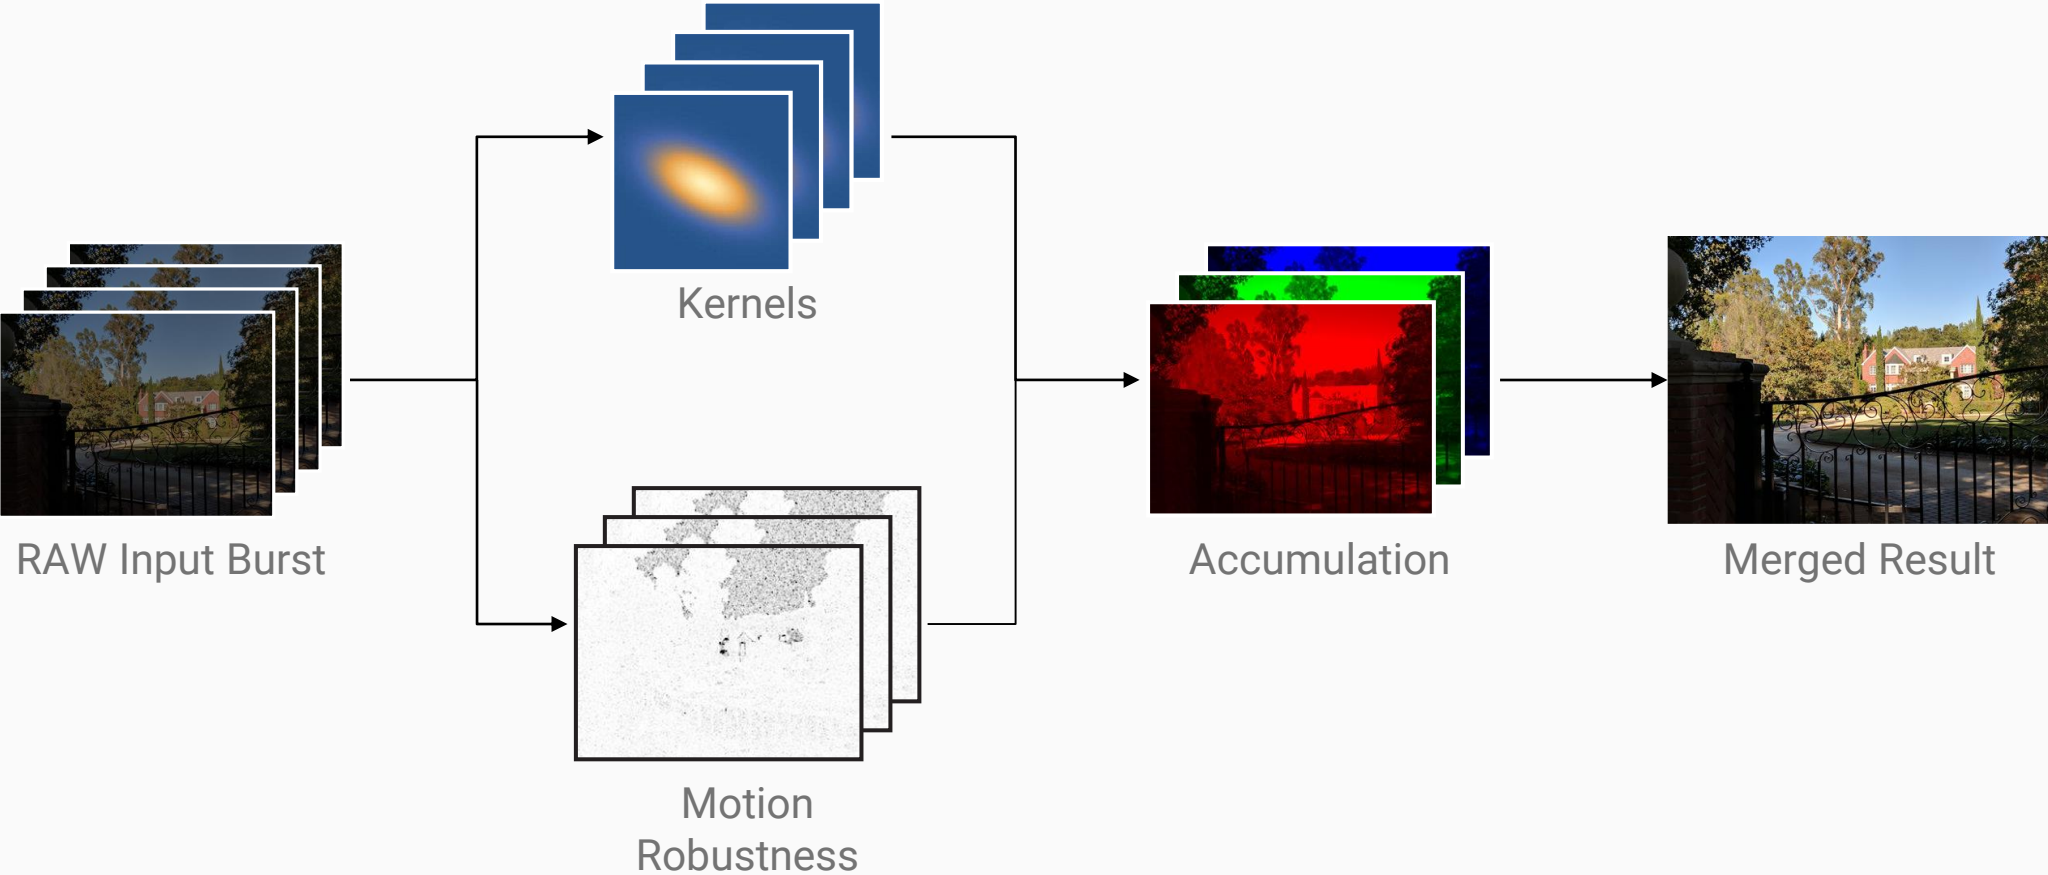 Kernels
RAW Input Burst
Accumulation
Merged Result
Motion
Robustness